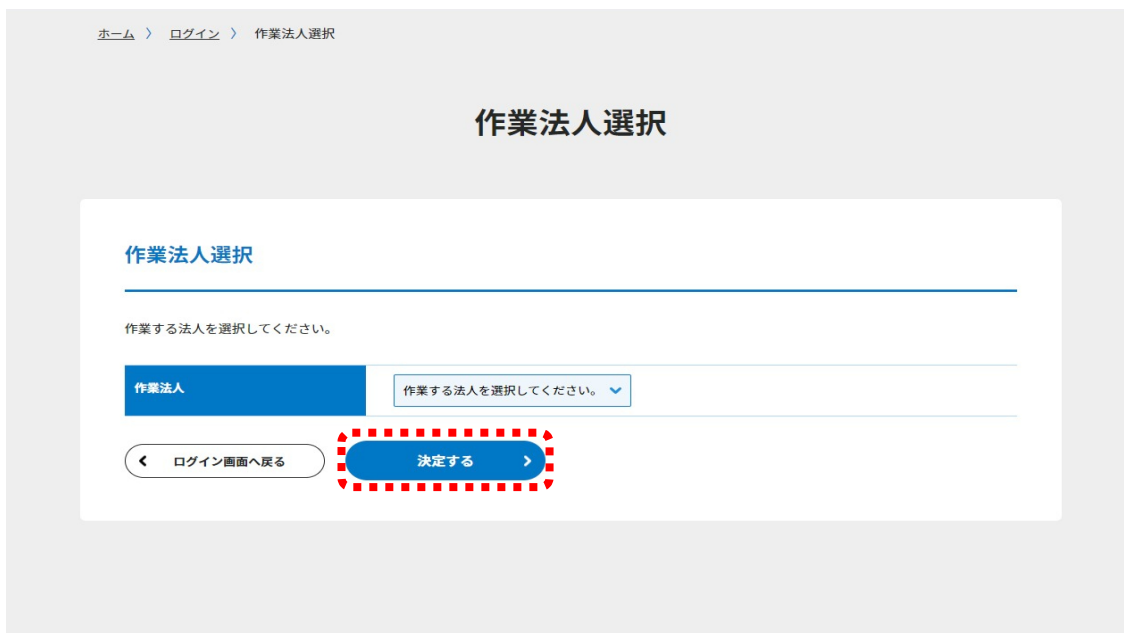 ホーム 〉 ログイン 〉 作業法人選択
作業法人選択
作業法人選択
作業する法人を選択してください。
作業法人 作業する法人を選択してください。
ログイン画面へ戻る 決定する